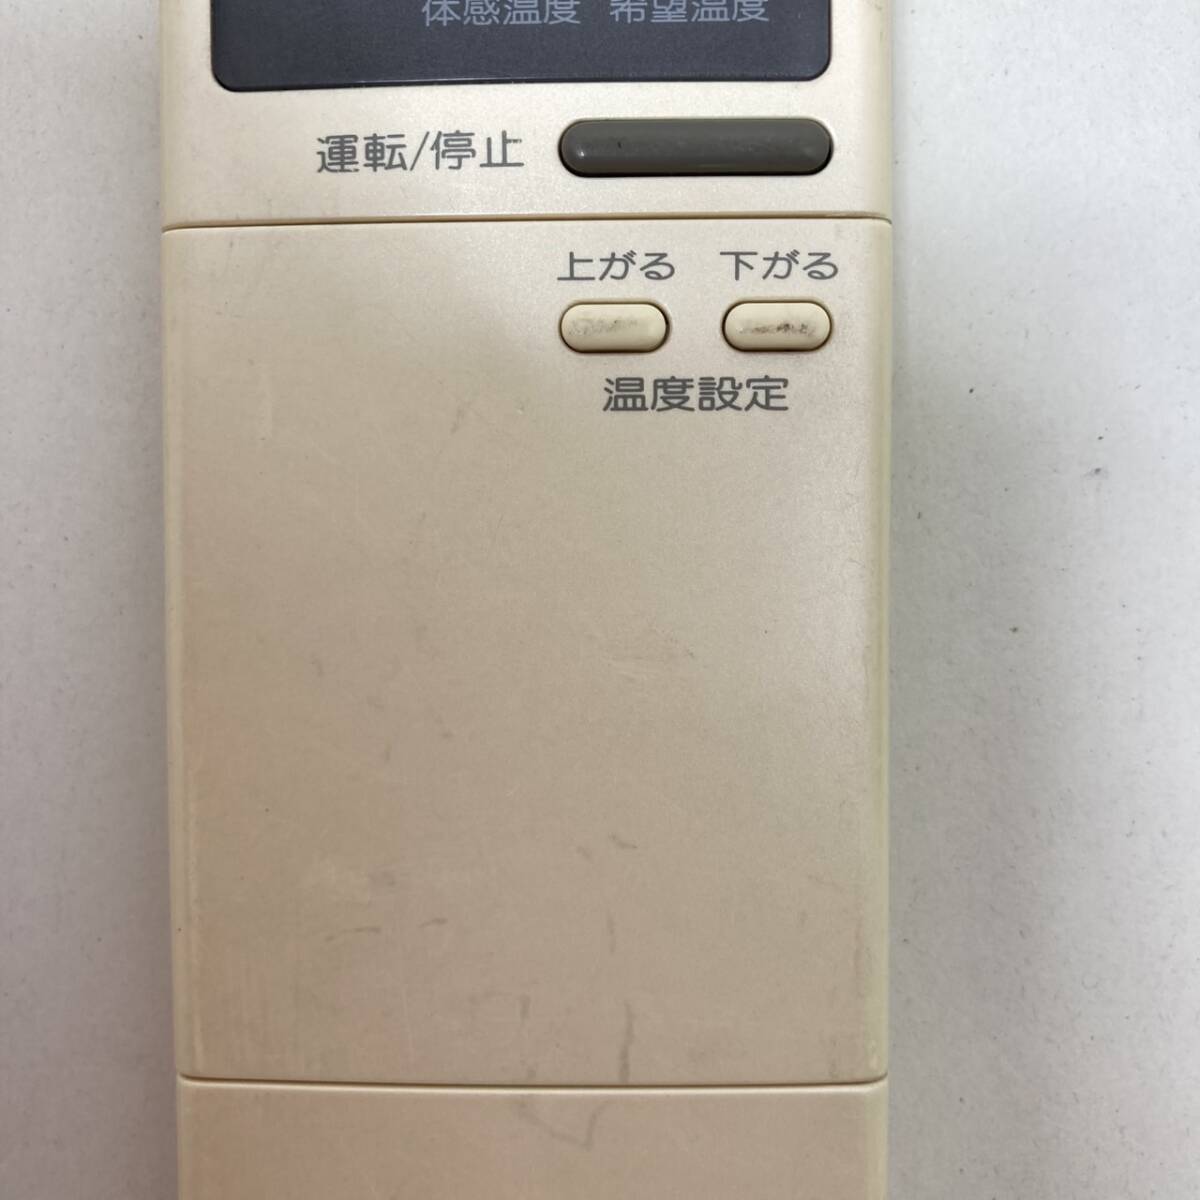 体感温度 希望温度
運転/停止
上がる 下がる
温度設定